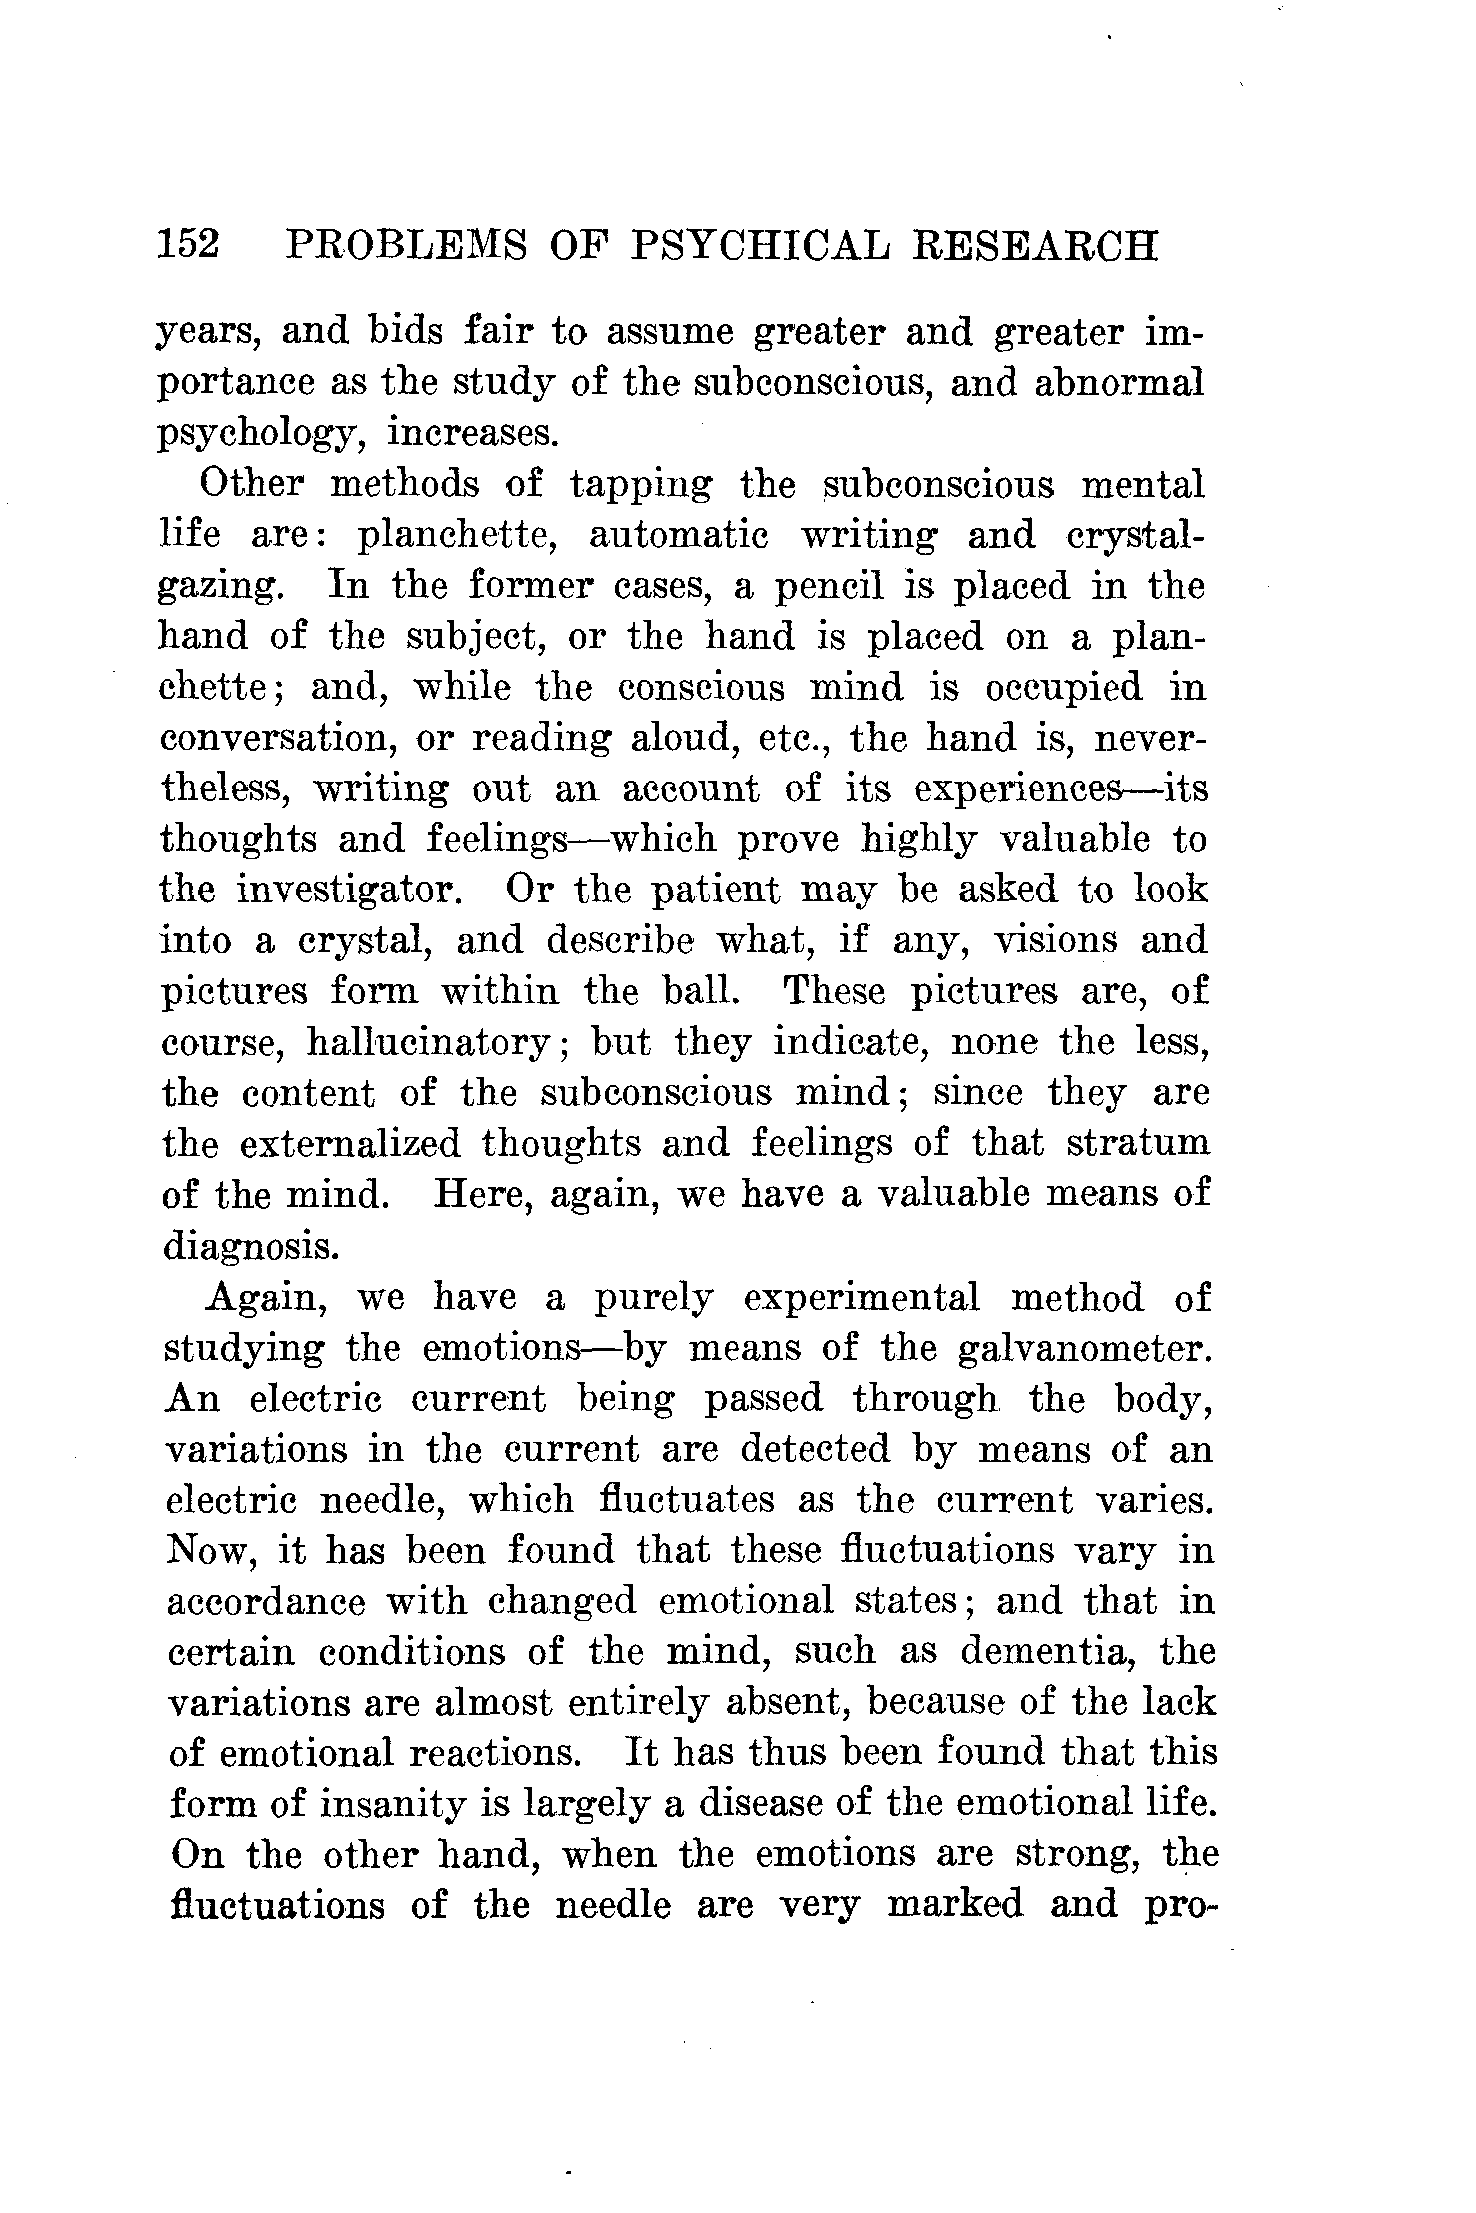 152 PROBLEMS OF PSYCHICAL RESEARCH
years, and bids fair to assume greater and greater im-
portance as the study of the subconscious, and abnormal
psychology, increases.
Other methods of tapping the subconscious mental
life are: planchette, automatic writing and crystal-
gazing. In the former cases, a pencil is placed in the
hand of the subject, or the hand is placed on a plan-
chette; and, while the conscious mind is occupied in
conversation, or reading aloud, etc., the hand is, never-
theless, writing out an account of its experiences—its
thoughts and feelings—which prove highly valuable to
the investigator. Or the patient may be asked to look
into a crystal, and describe what, if any, visions and
pictures form within the ball. These pictures are, of
course, hallucinatory; but they indicate, none the less,
the content of the subconscious mind; since they are
the externalized thoughts and feelings of that stratum
of the mind. Here, again, we have a valuable means of
diagnosis.
Again, we have a purely experimental method of
studying the emotions—by means of the galvanometer.
An electric current being passed through the body,
variations in the current are detected by means of an
electric needle, which fluctuates as the current varies.
Now, it has been found that these fluctuations vary in
accordance with changed emotional states; and that in
certain conditions of the mind, such as dementia, the
variations are almost entirely absent, because of the lack
of emotional reactions. It has thus been found that this
form of insanity is largely a disease of the emotional life.
On the other hand, when the emotions are strong, the
fluctuations of the needle are very marked and pro-